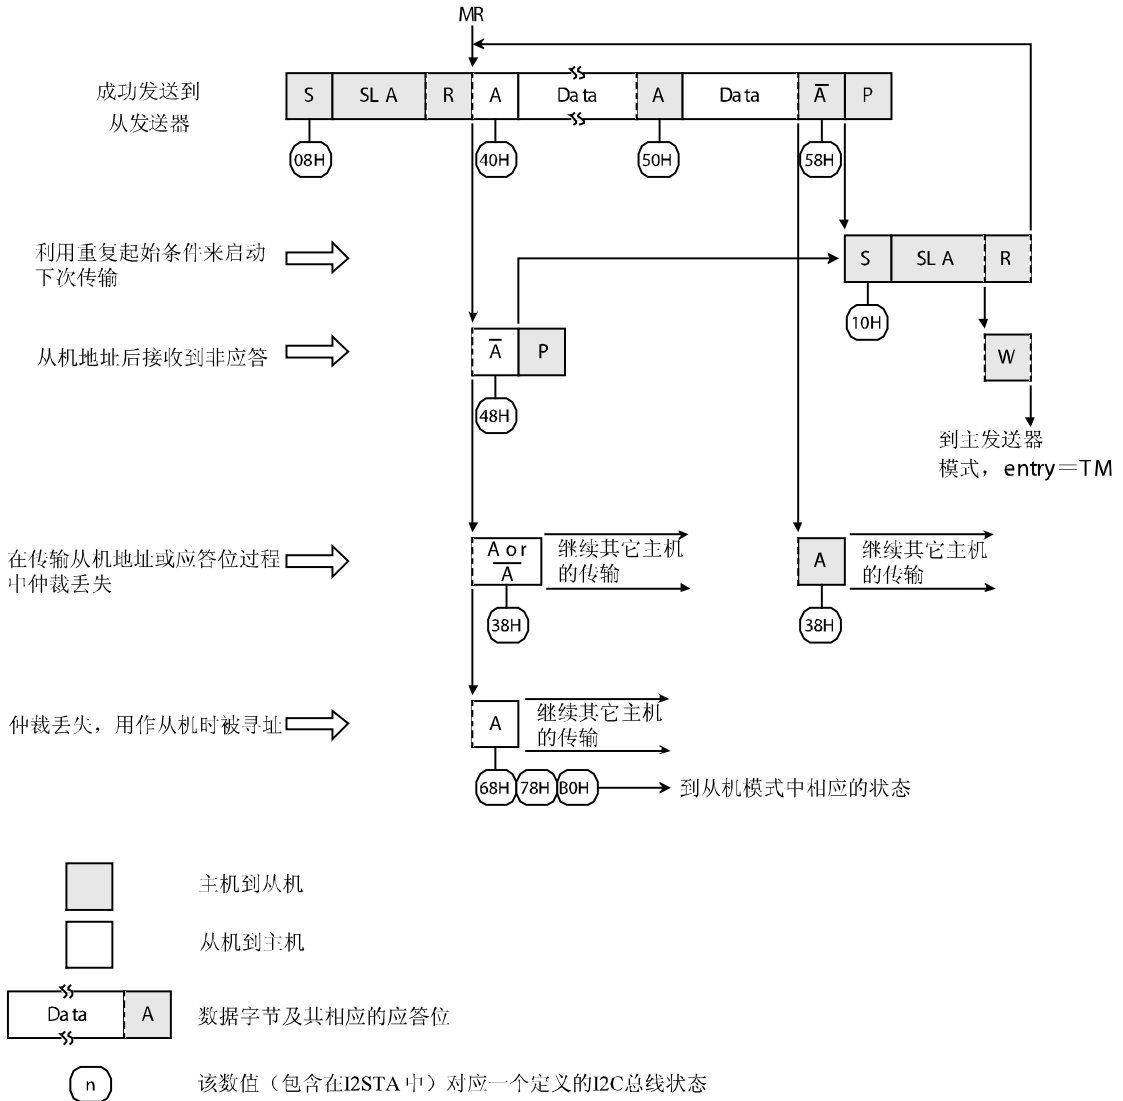 MR
成功发送到
从发送器
S SLA R A Data A Data A P
08H 40H 50H 58H
利用重复起始条件来启动
下次传输
S SLA R
10H
从机地址后接收到非应答
A P
W
48H
到主发送器
模式，entry＝TM
在传输从机地址或应答位过程
中仲裁丢失
A or
A
继续其它主机
的传输
A
继续其它主机
的传输
38H 38H
仲裁丢失，用作从机时被寻址
A
继续其它主机
的传输
68H 78H B0H
到从机模式中相应的状态
主机到从机
从机到主机
Data A
数据字节及其相应的应答位
n
该数值（包含在I2STA中）对应一个定义的I2C总线状态